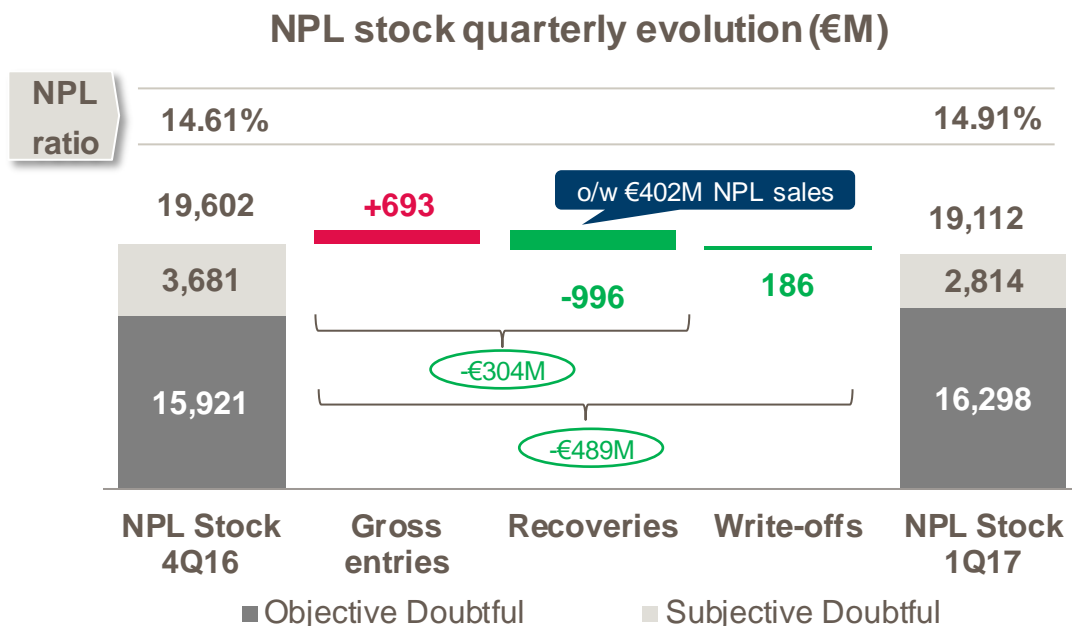 NPL stock quarterly evolution (€M)
NPL
ratio
14.61%
14.91%
19,602
+693
o/w €402M NPL sales
19,112
3,681
-996
186
2,814
-€304M
15,921
16,298
-€489M
NPL Stock
4Q16
Gross
entries
Recoveries
Write-offs
NPL Stock
1Q17
Objective Doubtful
Subjective Doubtful